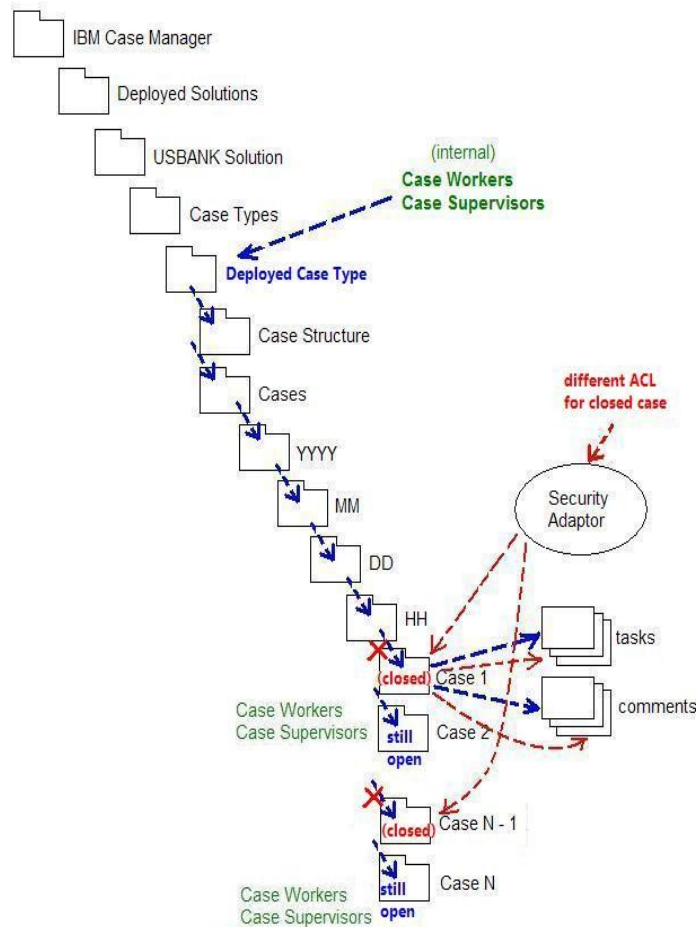 IBM Case Manager
Deployed Solutions
USBANK Solution
(internal)
Case Workers
Case Supervisors
Case Types
Deployed Case Type
Case Structure
different ACL
for closed case
Cases
YYYY
Security
Adaptor
MM
DD
HH
tasks
(closed) Case 1
comments
Case Workers
Case Supervisors
still
open
Case 2
(closed) Case N - 1
Case Workers
Case Supervisors
still
open
Case N